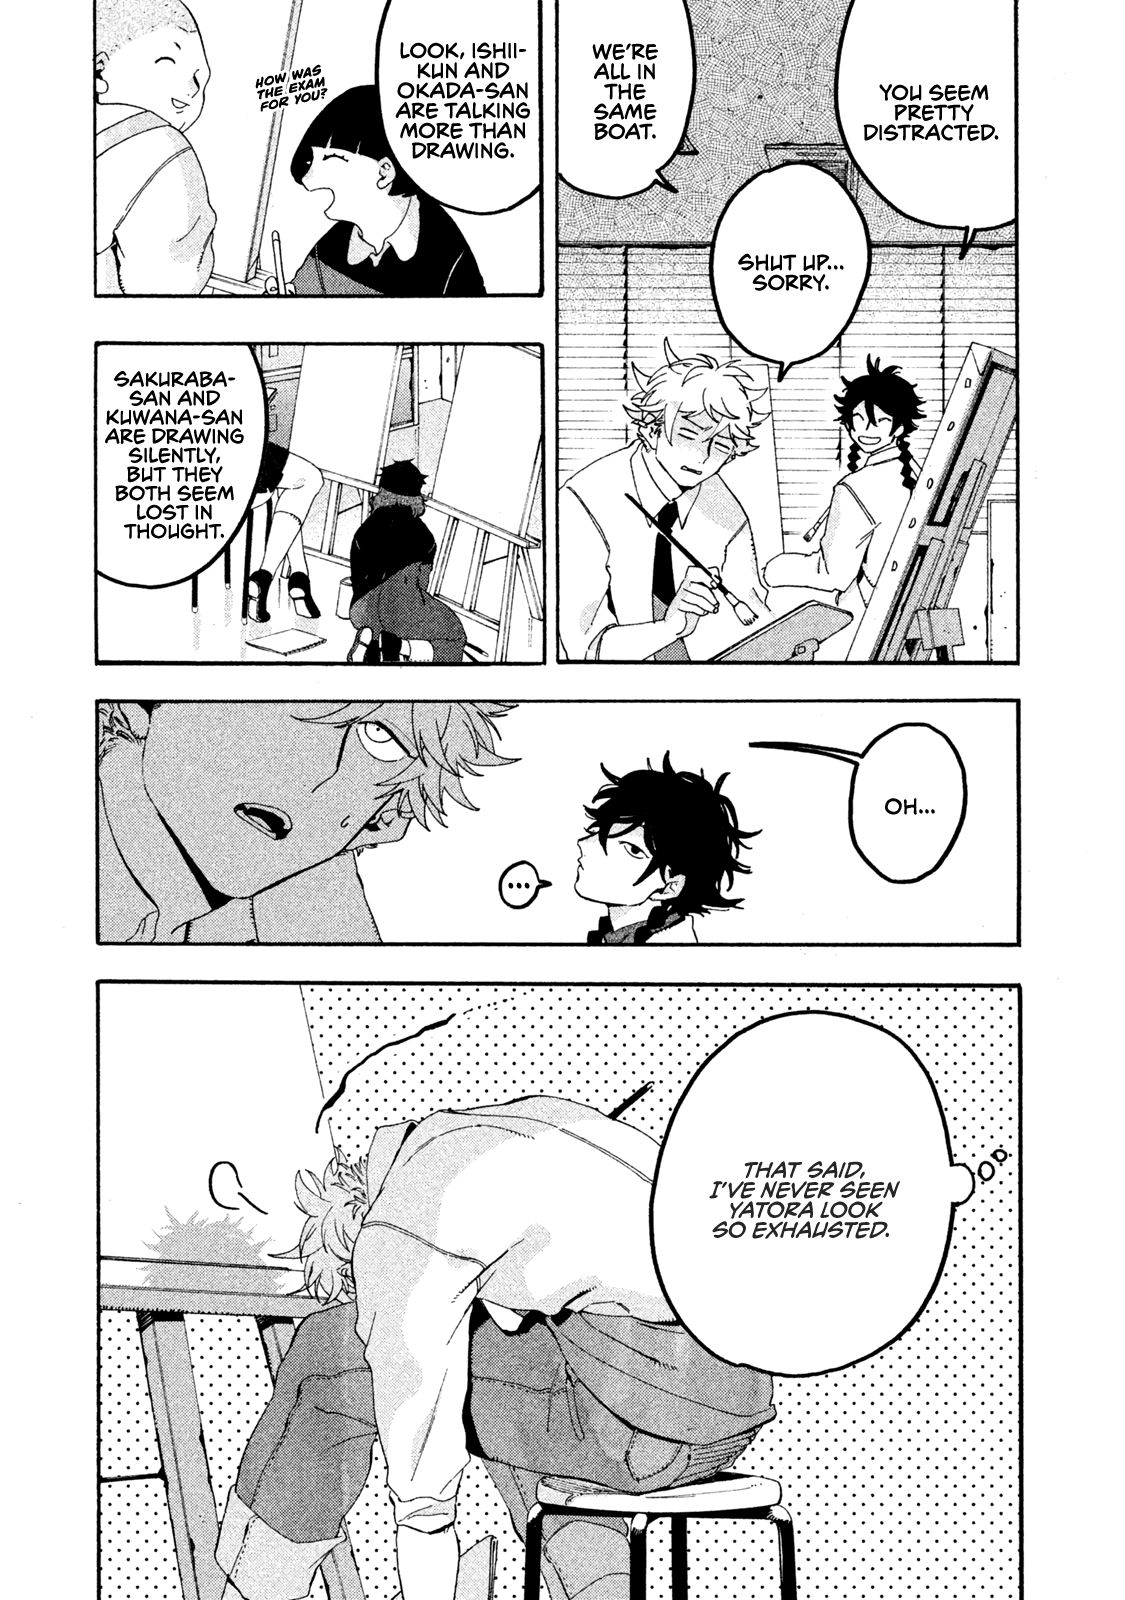 YOU SEEM
PRETTY
DISTRACTED.
WE'RE
ALL IN
THE
SAME
BOAT.
SHUT UP...
SORRY.
LOOK, ISHII-
KUN AND
OKADA-SAN
ARE TALKING
MORE THAN
DRAWING.
HOW WAS
THE EXAM
FOR YOU?
SAKURABA-
SAN AND
KUWANA-SAN
ARE DRAWING
SILENTLY,
BUT THEY
BOTH SEEM
LOST IN
THOUGHT.
OH...
...
THAT SAID,
I'VE NEVER SEEN
YATORA LOOK
SO EXHAUSTED.